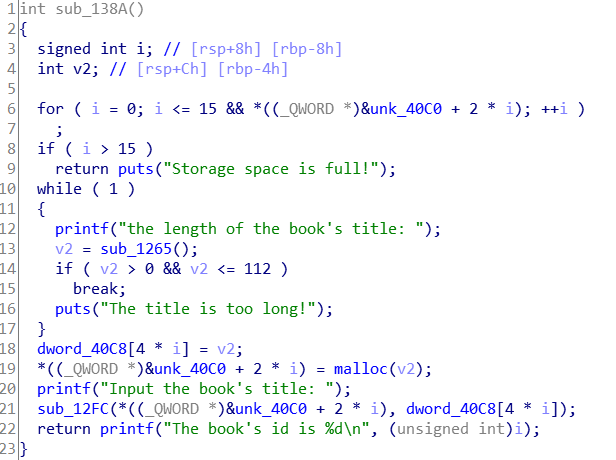 1 int sub_138A()
2 {
3 signed int i; // [rsp+8h] [rbp-8h]
4 int v2; // [rsp+Ch] [rbp-4h]
5
6 for ( i = 0; i <= 15 && *((_QWORD *)&unk_40C0 + 2 * i); ++i )
7 ;
8 if ( i > 15 )
9 return puts("Storage space is full!");
10 while ( 1 )
11 {
12 printf("the length of the book's title: ");
13 v2 = sub_1265();
14 if ( v2 > 0 && v2 <= 112 )
15 break;
16 puts("The title is too long!");
17 }
18 dword_40C8[4 * i] = v2;
19 *((_QWORD *)&unk_40C0 + 2 * i) = malloc(v2);
20 printf("Input the book's title: ");
21 sub_12FC(*((_QWORD *)&unk_40C0 + 2 * i), dword_40C8[4 * i]);
22 return printf("The book's id is %d\n", (unsigned int)i);
23 }